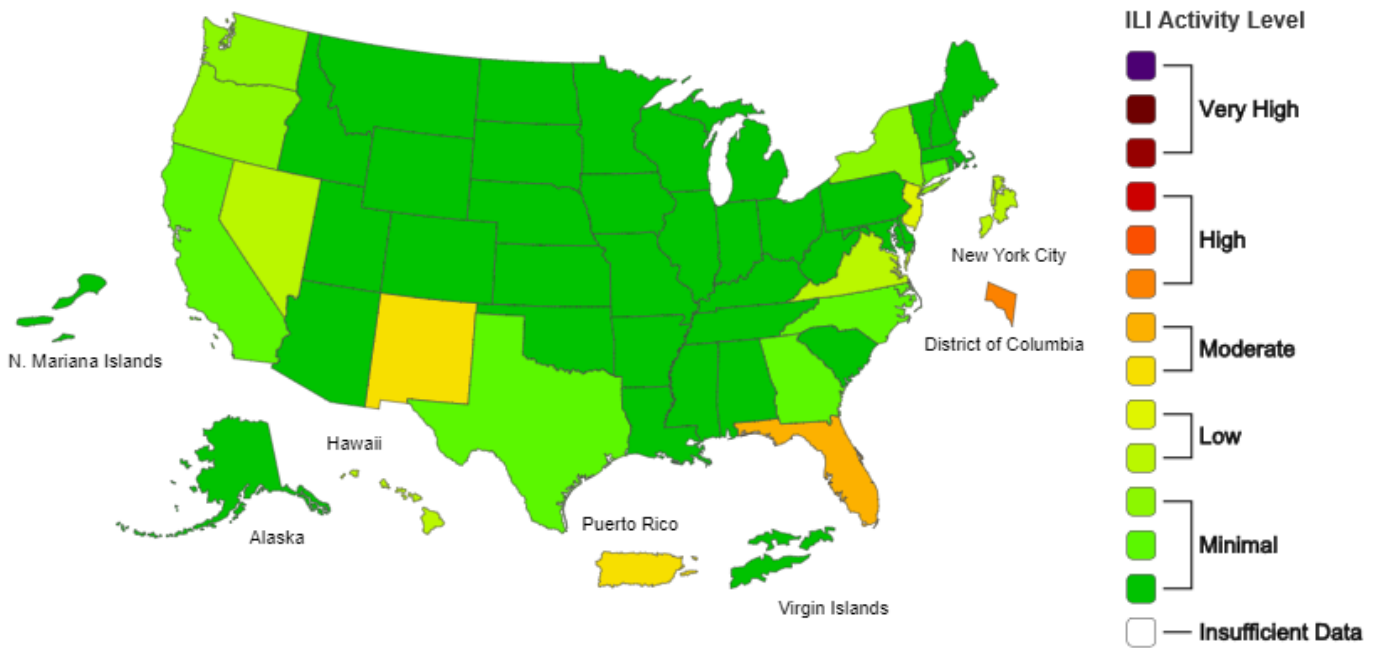 ILI Activity Level
Very High
High
Moderate
Low
Minimal
Insufficient Data
New York City
District of Columbia
N. Mariana Islands
Hawaii
Alaska
Puerto Rico
Virgin Islands